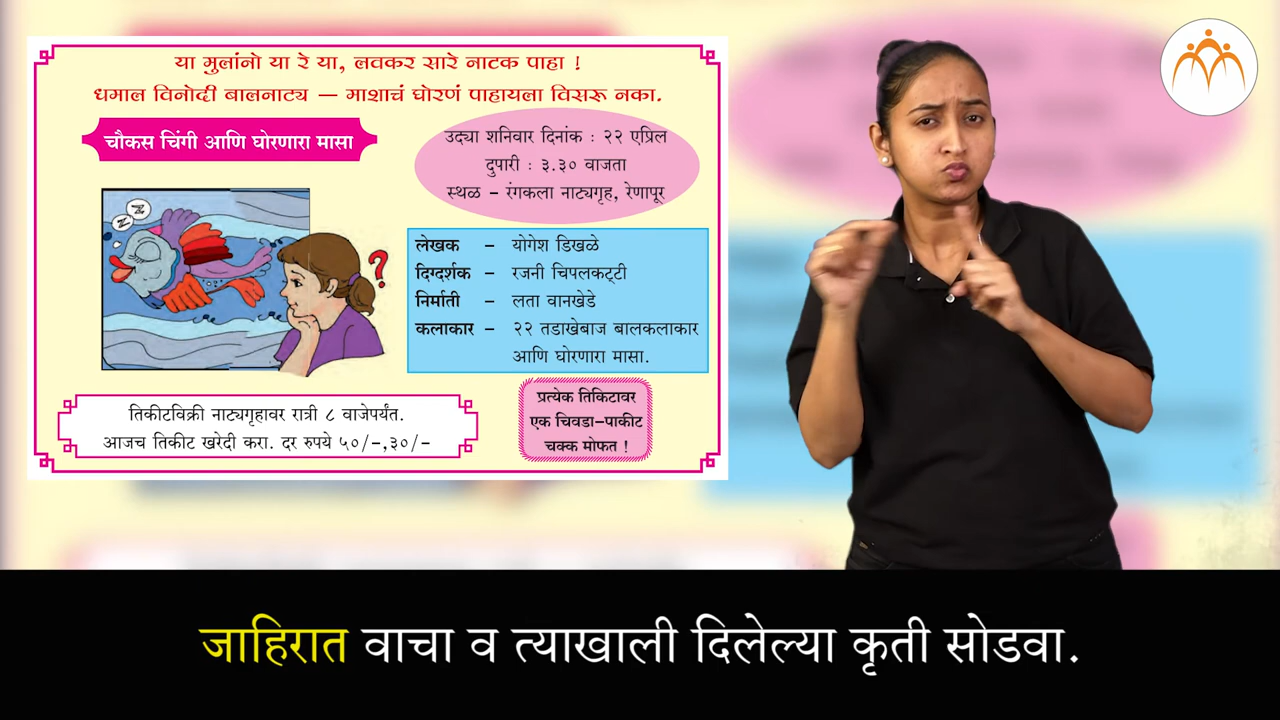 या मुलांनो या रे या, लवकर सारे नाटक पाहा !
धमाल विनोदी बालनाट्य – माशाचं घोरणं पाहायला विसरू नका.
चौकस चिंगी आणि घोरणारा मासा
उद्या शनिवार दिनांक : २२ एप्रिल
दुपारी : ३.३० वाजता
स्थळ – रंगकला नाट्यगृह, रेणापूर
Z Z
?
लेखक – योगेश डिखळे
दिग्दर्शक – रजनी चिपलकट्टी
निर्माती – लता वानखेडे
कलाकार – २२ तडाखेबाज बालकलाकार
आणि घोरणारा मासा.
तिकीटविक्री नाट्यगृहावर रात्री ८ वाजेपर्यंत.
आजच तिकीट खरेदी करा. दर रुपये ५०/-,३०/-
प्रत्येक तिकिटावर
एक चिवडा-पाकीट
चक्क मोफत !
जाहिरात वाचा व त्याखाली दिलेल्या कृती सोडवा.